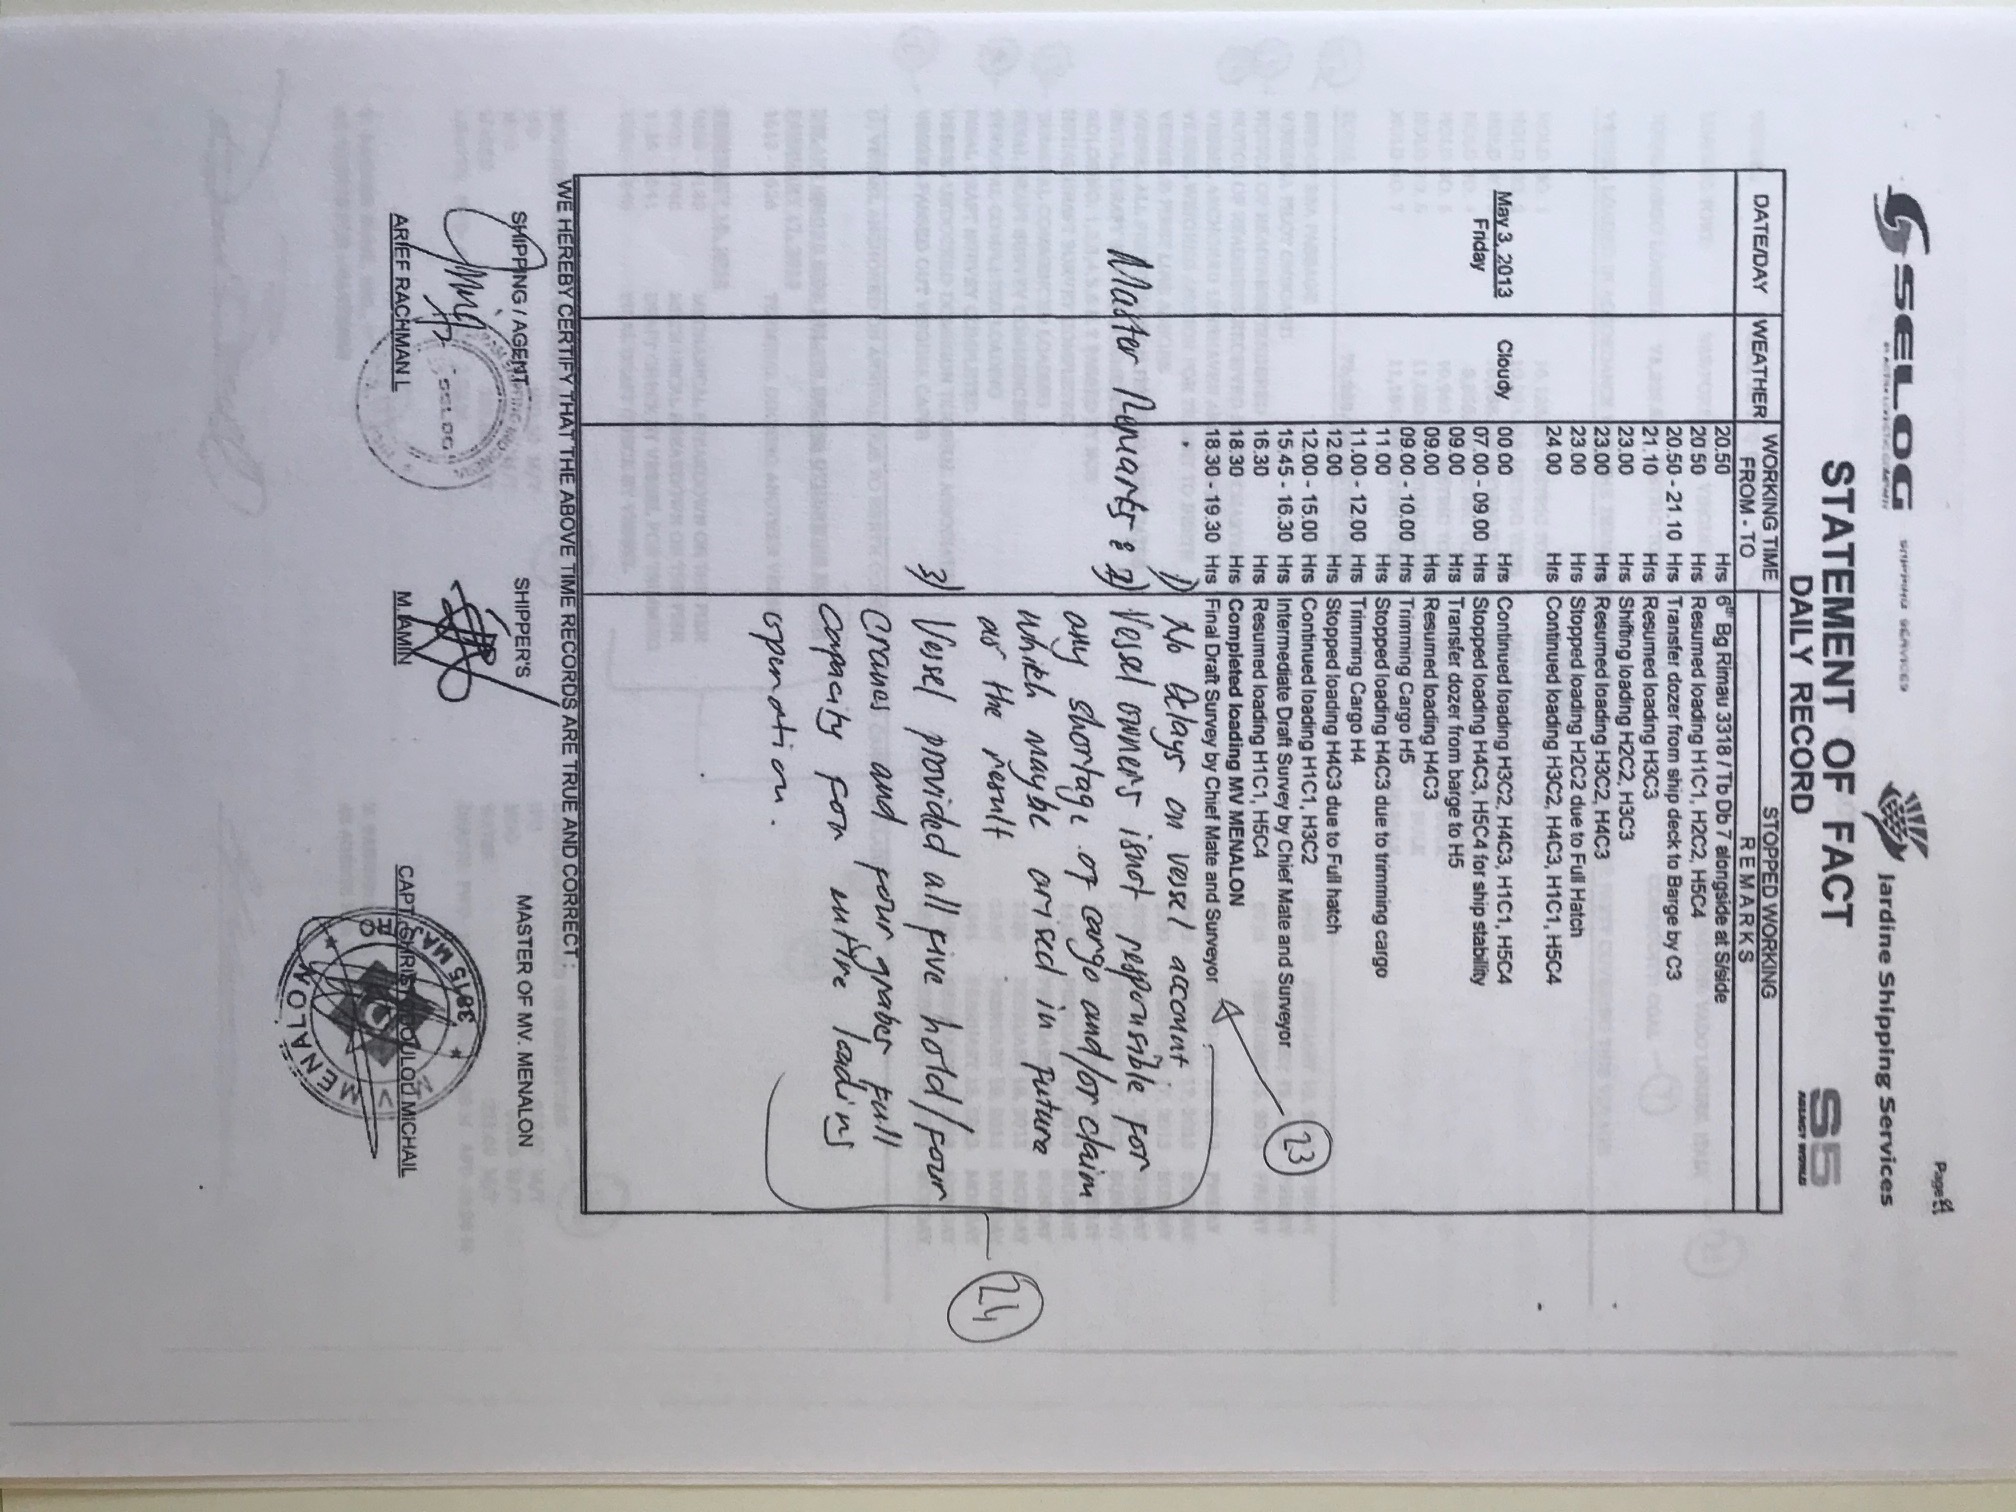 Page
SELOG SHIPPING SERVICES
Jardine Shipping Services
STATEMENT OF FACT
S5
AGENCY WORLD
DAILY RECORD
DATE/DAY WEATHER WORKING TIME FROM - TO STOPPED WORKING
REMARKS
20.50 Hrs 6th Bg Rimau 3318 / Tb Db 7 alongside at S/side
20.50 Hrs Resumed loading H1C1, H2C2, H5C4
20.50 - 21.10 Hrs Transfer dozer from ship deck to Barge by C3
21.10 Hrs Resumed loading H3C3
23.00 Hrs Shifting loading H2C2, H3C3
23.00 Hrs Resumed loading H3C2, H4C3
23.00 Hrs Stopped loading H2C2 due to Full Hatch
24.00 Hrs Continued loading H3C2, H4C3, H1C1, H5C4
May 3, 2013 Cloudy 00.00 Hrs Continued loading H3C2, H4C3, H1C1, H5C4
Friday 07.00 - 09.00 Hrs Stopped loading H4C3, H5C4 for ship stability
09.00 Hrs Transfer dozer from barge to H5
09.00 Hrs Resumed loading H4C3
09.00 - 10.00 Hrs Trimming Cargo H5
11.00 Hrs Stopped loading H4C3 due to trimming cargo
11.00 - 12.00 Hrs Trimming Cargo H4
12.00 Hrs Stopped loading H4C3 due to Full hatch
12.00 - 15.00 Hrs Continued loading H1C1, H3C2
15.45 - 16.30 Hrs Intermediate Draft Survey by Chief Mate and Surveyor
23
16.30 Hrs Resumed loading H1C1, H5C4
18.30 Hrs Completed loading MV MENALON
18.30 - 19.30 Hrs Final Draft Survey by Chief Mate and Surveyor
1) No Delays on vessel account
Master Remarks : 2) Vessel owners isnot responsible for
any shortage of cargo and/or claim
which maybe arised in future
as the result
24
3) Vessel provided all five hold/four
cranes and four grabes full
capacity for entire loading
operation.
WE HEREBY CERTIFY THAT THE ABOVE TIME RECORDS ARE TRUE AND CORRECT :
SHIPPING / AGENT SHIPPER'S MASTER OF MV. MENALON
SELOG
ARIEF RACHMAN L M. AMIN CAPT. CHRISTODOULOU MICHAIL
M.V. MENALON
3815 MAJURO